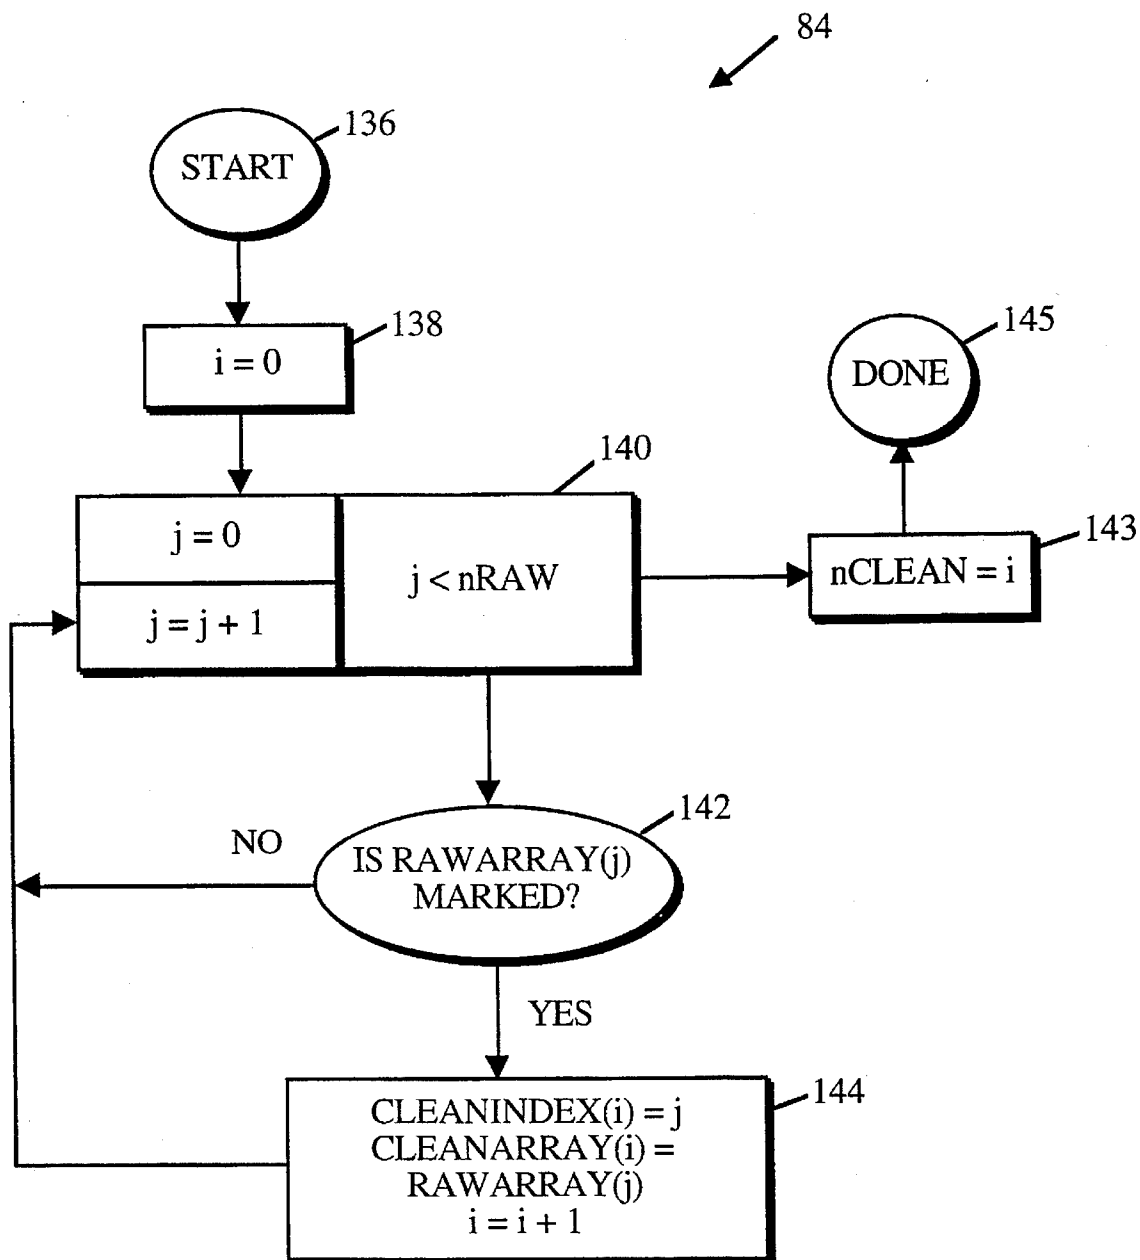 84
136
START
138
i = 0
145
DONE
140
j = 0
j < nRAW
j = j + 1
143
nCLEAN = i
142
NO
IS RAWARRAY(j)
MARKED?
YES
144
CLEANINDEX(i) = j
CLEANARRAY(i) =
RAWARRAY(j)
i = i + 1